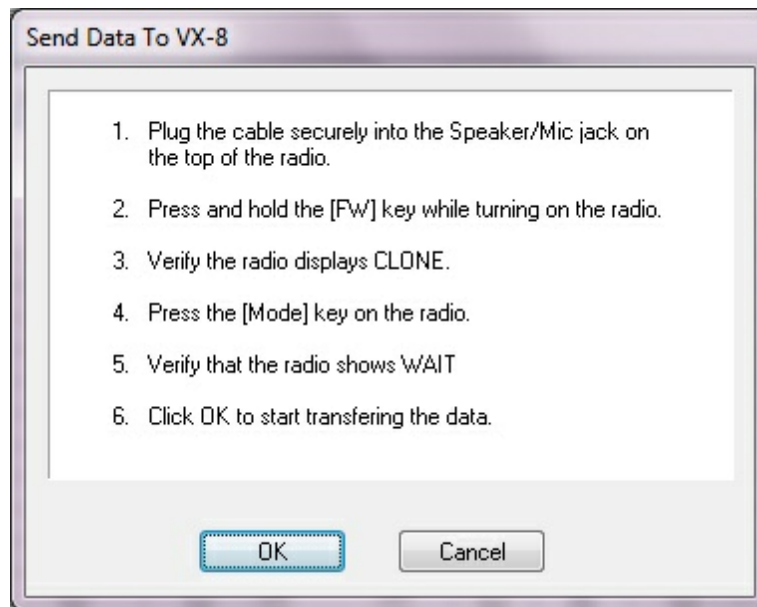 Send Data To VX-8
1. Plug the cable securely into the Speaker/Mic jack on
the top of the radio.
2. Press and hold the [FW] key while turning on the radio.
3. Verify the radio displays CLONE.
4. Press the [Mode] key on the radio.
5. Verify that the radio shows WAIT
6. Click OK to start transfering the data.
OK
Cancel